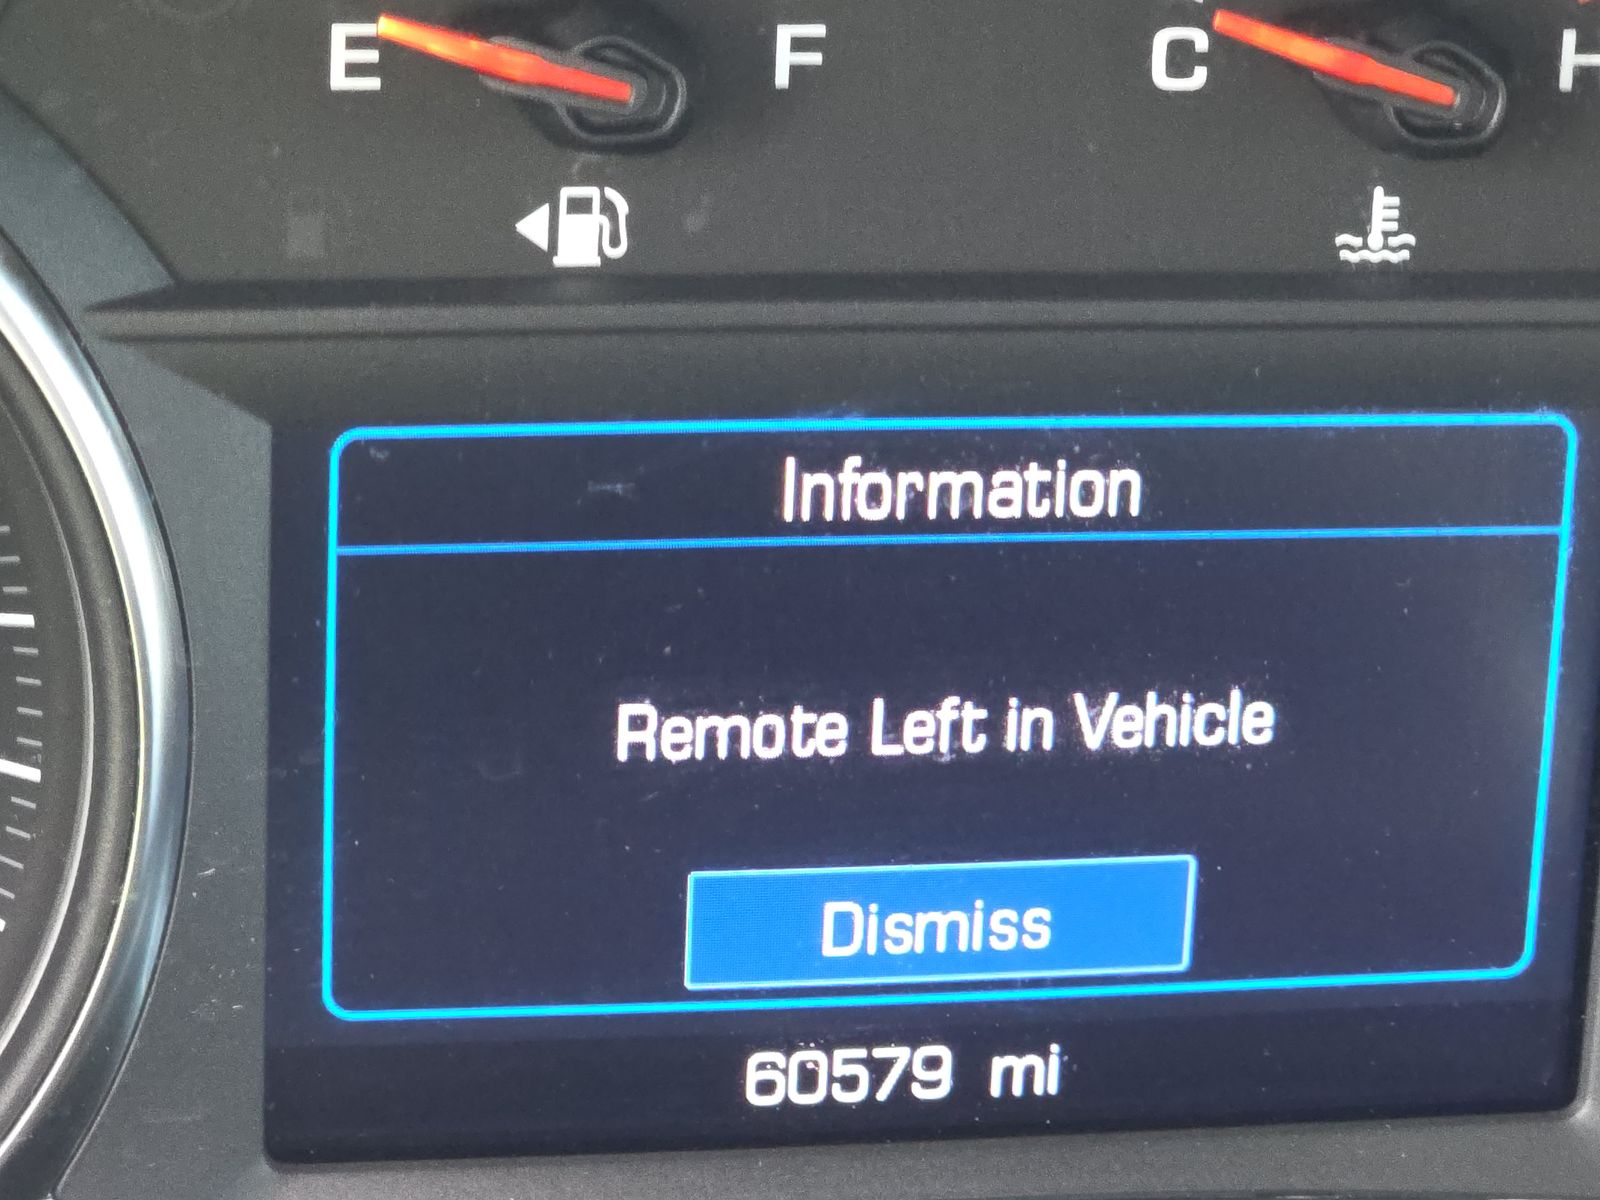 E F C H
Information
Remote Left in Vehicle
Dismiss
60579 mi